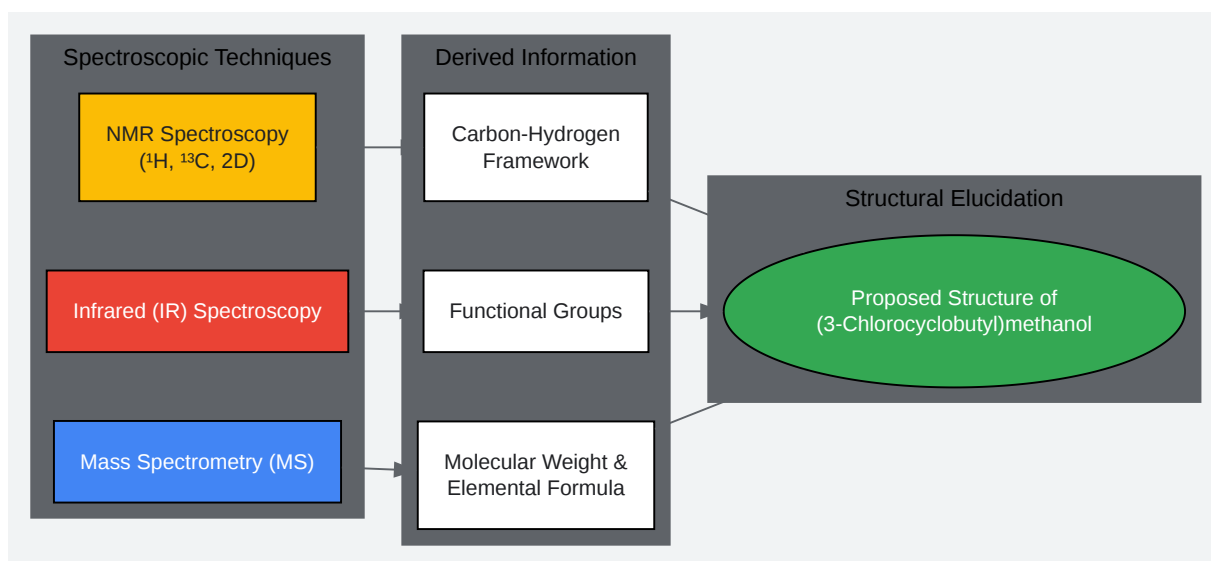 Spectroscopic Techniques
NMR Spectroscopy
(¹H, ¹³C, 2D)
Infrared (IR) Spectroscopy
Mass Spectrometry (MS)
Derived Information
Carbon-Hydrogen
Framework
Functional Groups
Molecular Weight &
Elemental Formula
Structural Elucidation
Proposed Structure of
(3-Chlorocyclobutyl)methanol